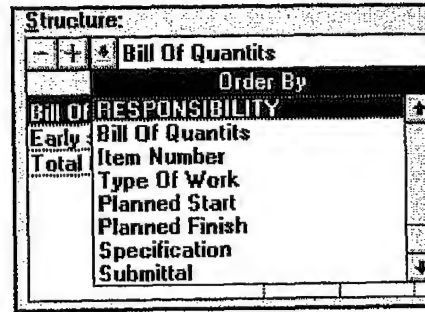 Structure:
Bill Of Quantits
Order By
Bill Of RESPONSIBILITY
Early Bill Of Quantits
Total Item Number
Type Of Work
Planned Start
Planned Finish
Specification
Submittal